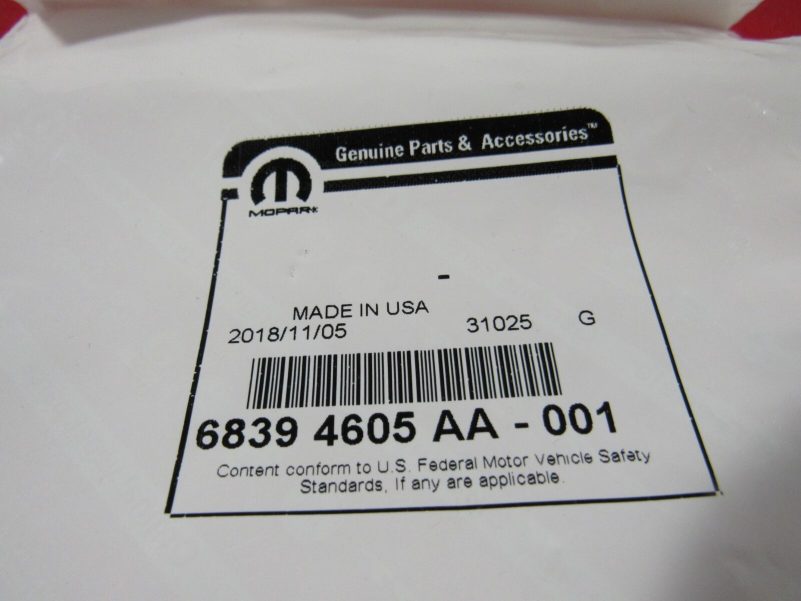 Genuine Parts & Accessories™
MOPAR
-
MADE IN USA
2018/11/05 31025 G
6839 4605 AA - 001
Content conform to U.S. Federal Motor Vehicle Safety
Standards, If any are applicable.